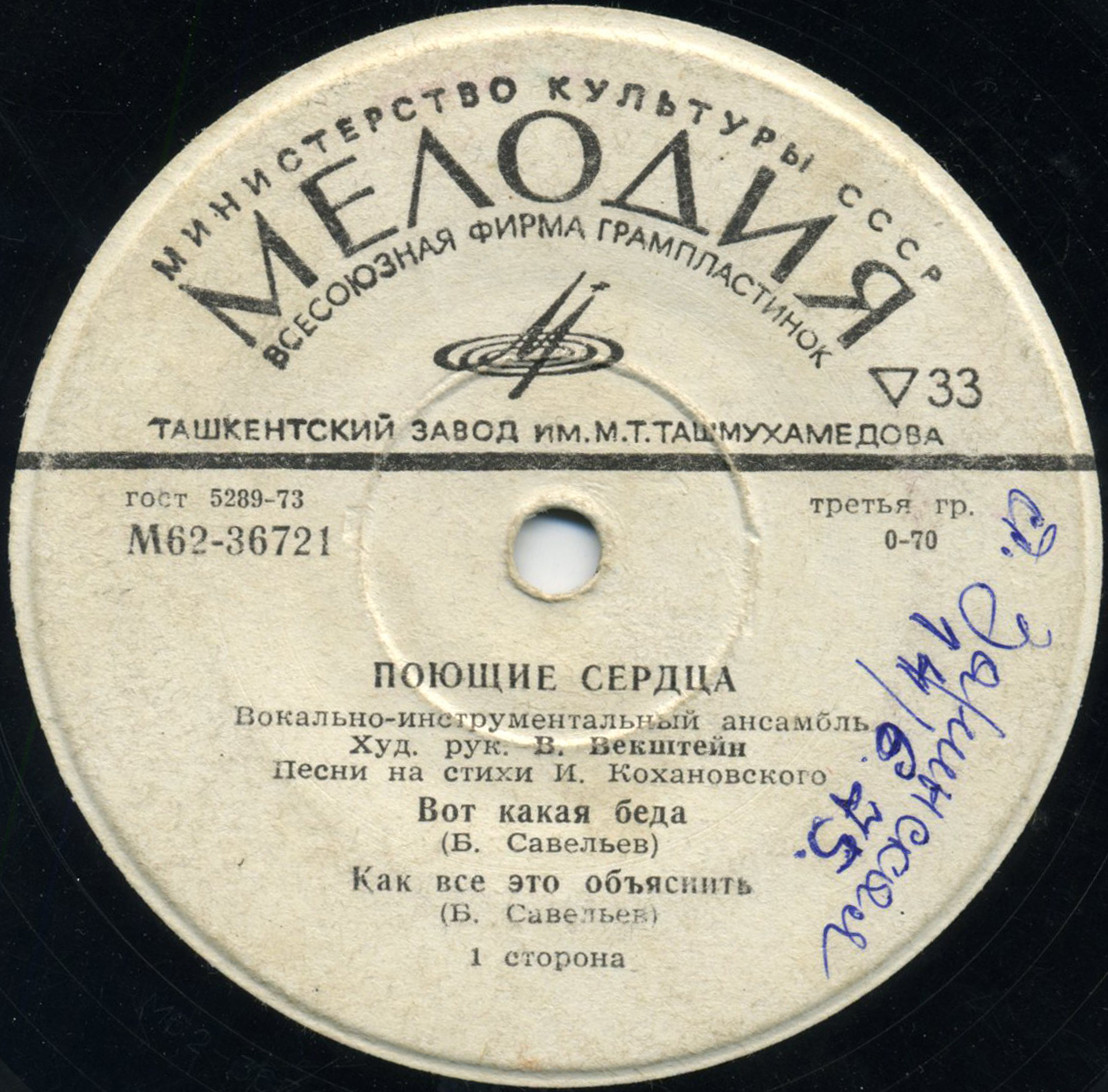 МИНИСТЕРСТВО КУЛЬТУРЫ СССР
МЕЛОДИЯ
ВСЕСОЮЗНАЯ ФИРМА ГРАМПЛАСТИНОК
▽33
ТАШКЕНТСКИЙ ЗАВОД ИМ.М.Т.ТАШМУХАМЕДОВА
гост 5289-73
М62-36721
третья гр.
0-70
ПОЮЩИЕ СЕРДЦА
Вокально-инструментальный ансамбль
Худ. рук. В. Векштейн
Песни на стихи И. Кохановского
Вот какая беда
(Б. Савельев)
Как все это объяснить
(Б. Савельев)
1 сторона
14/6.75.